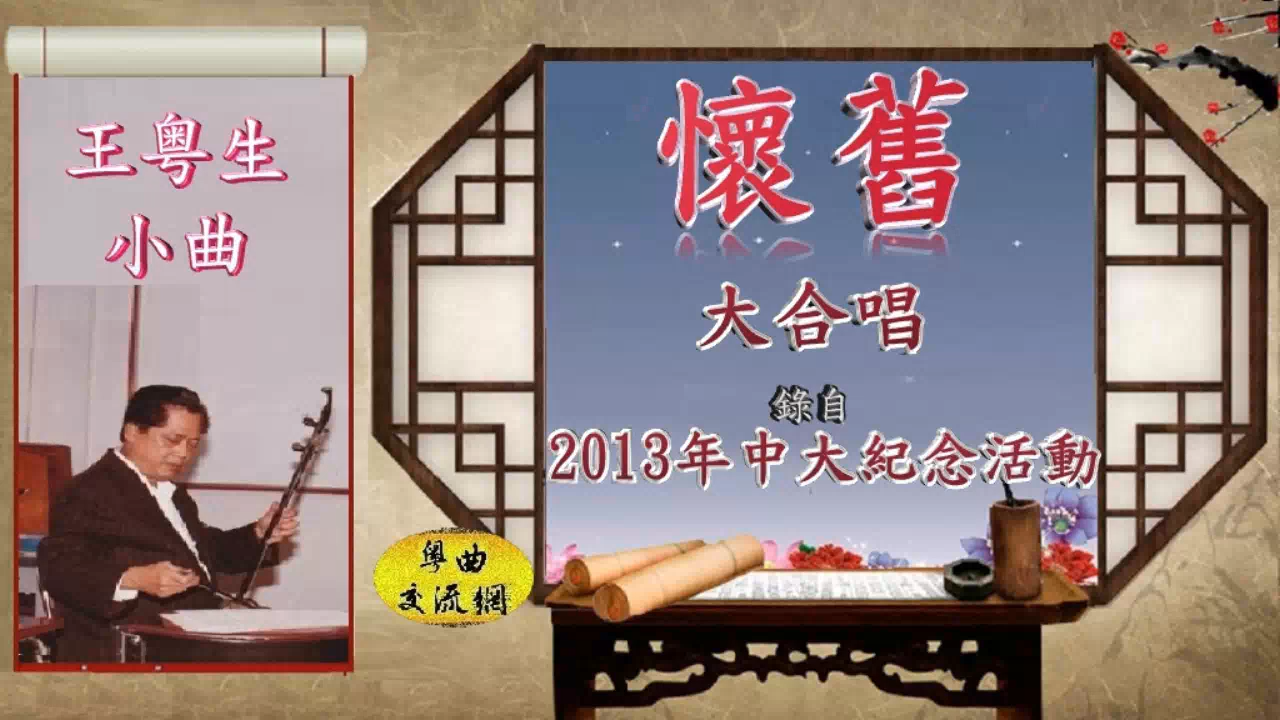 王粤生
小曲
懷舊
大合唱
錄自
2013年中大紀念活動
粵曲
交流網